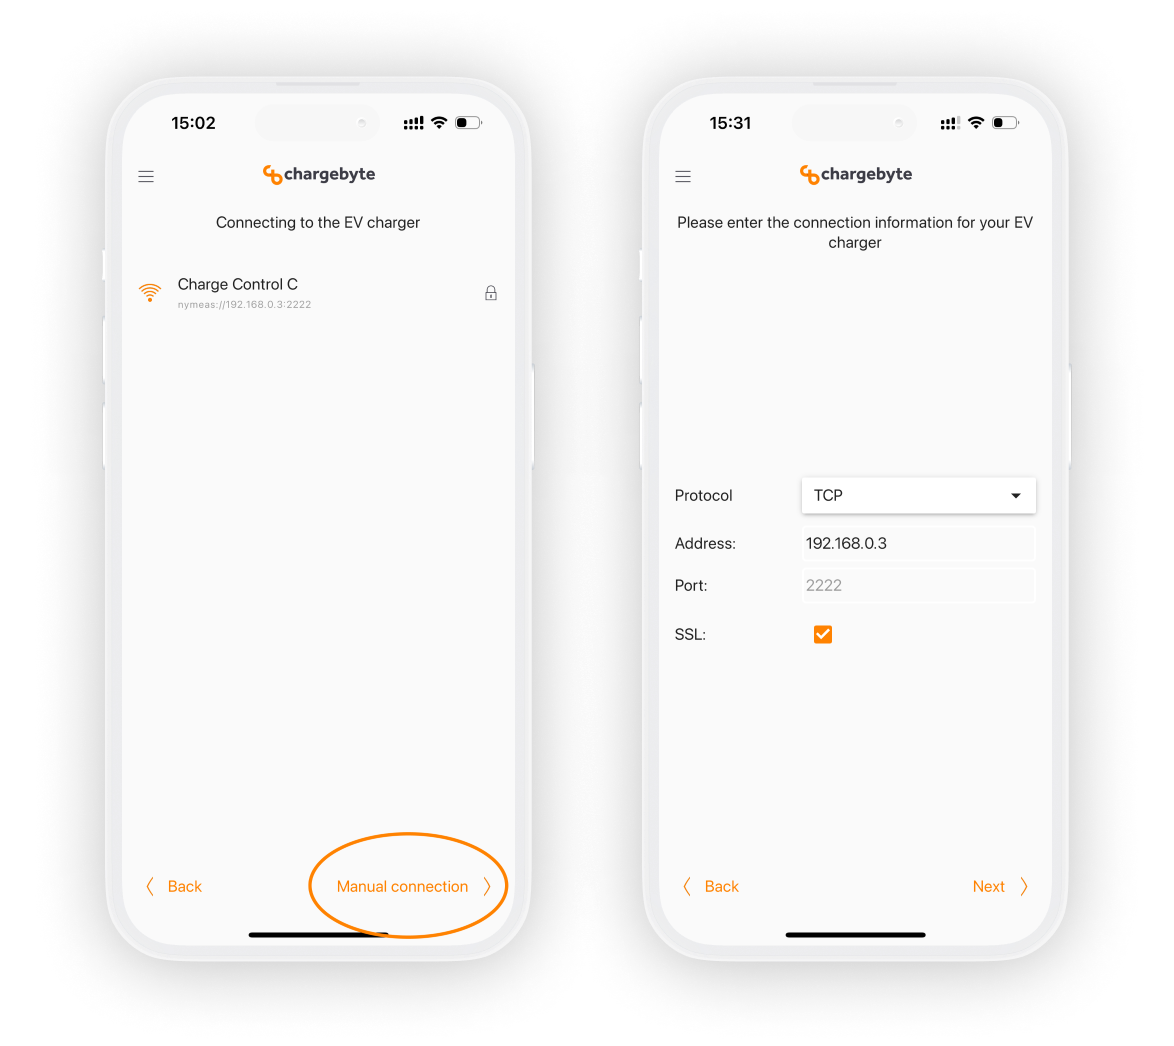 15:02
chargebyte
Connecting to the EV charger
Charge Control C
nymeas://192.168.0.3:2222
Back
Manual connection
15:31
chargebyte
Please enter the connection information for your EV
charger
Protocol TCP
Address: 192.168.0.3
Port: 2222
SSL:
Back
Next